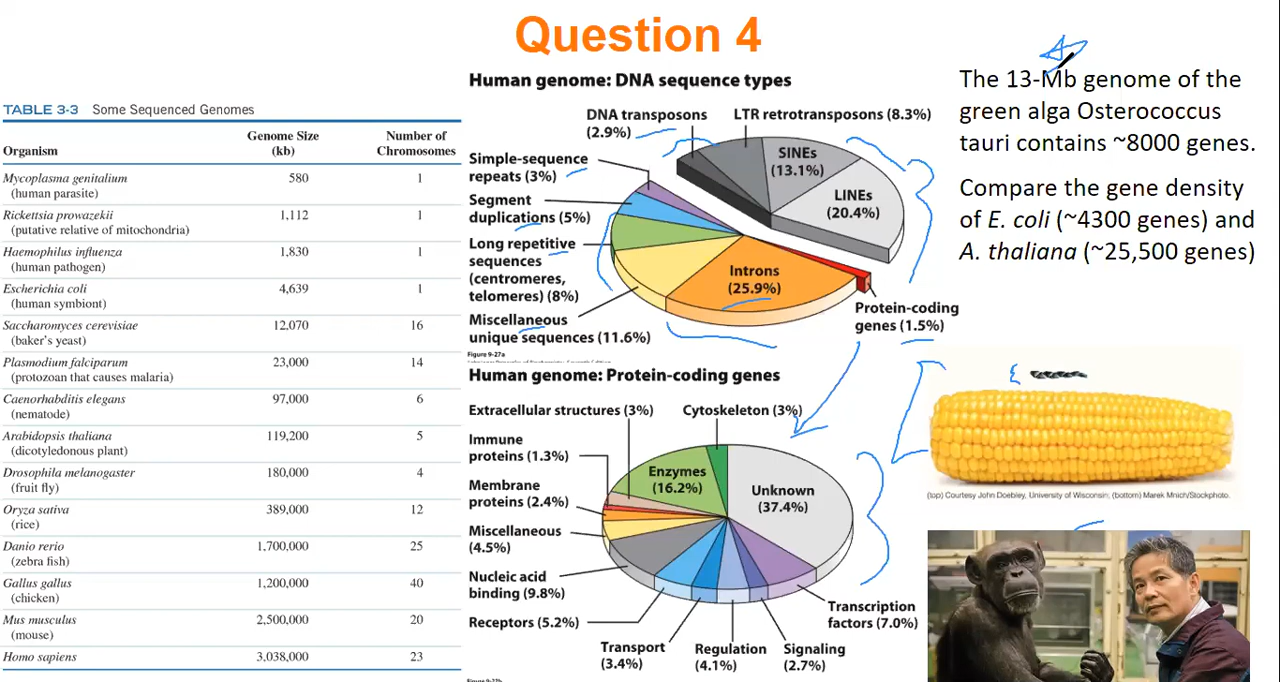 Question 4
TABLE 3-3 Some Sequenced Genomes
Organism Genome Size (kb) Number of Chromosomes
Mycoplasma genitalium 580 1
(human parasite)
Rickettsia prowazekii 1,112 1
(putative relative of mitochondria)
Haemophilus influenza 1,830 1
(human pathogen)
Escherichia coli 4,639 1
(human symbiont)
Saccharomyces cerevisiae 12,070 16
(baker's yeast)
Plasmodium falciparum 23,000 14
(protozoan that causes malaria)
Caenorhabditis elegans 97,000 6
(nematode)
Arabidopsis thaliana 119,200 5
(dicotyledonous plant)
Drosophila melanogaster 180,000 4
(fruit fly)
Oryza sativa 389,000 12
(rice)
Danio rerio 1,700,000 25
(zebra fish)
Gallus gallus 1,200,000 40
(chicken)
Mus musculus 2,500,000 20
(mouse)
Homo sapiens 3,038,000 23
Human genome: DNA sequence types
DNA transposons
(2.9%)
LTR retrotransposons (8.3%)
SINEs
(13.1%)
LINEs
(20.4%)
Simple-sequence
repeats (3%)
Segment
duplications (5%)
Long repetitive
sequences
(centromeres,
telomeres) (8%)
Miscellaneous
unique sequences (11.6%)
Introns
(25.9%)
Protein-coding
genes (1.5%)
Figure 9-27a
Human genome: Protein-coding genes
Extracellular structures (3%)
Cytoskeleton (3%)
Immune
proteins (1.3%)
Enzymes
(16.2%)
Unknown
(37.4%)
Membrane
proteins (2.4%)
Miscellaneous
(4.5%)
Nucleic acid
binding (9.8%)
Receptors (5.2%)
Transport
(3.4%)
Regulation
(4.1%)
Signaling
(2.7%)
Transcription
factors (7.0%)
The 13-Mb genome of the
green alga Osterococcus
tauri contains ~8000 genes.
Compare the gene density
of E. coli (~4300 genes) and
A. thaliana (~25,500 genes)
(top) Courtesy John Doebley, University of Wisconsin; (bottom) Marek Mnich/iStockphoto.